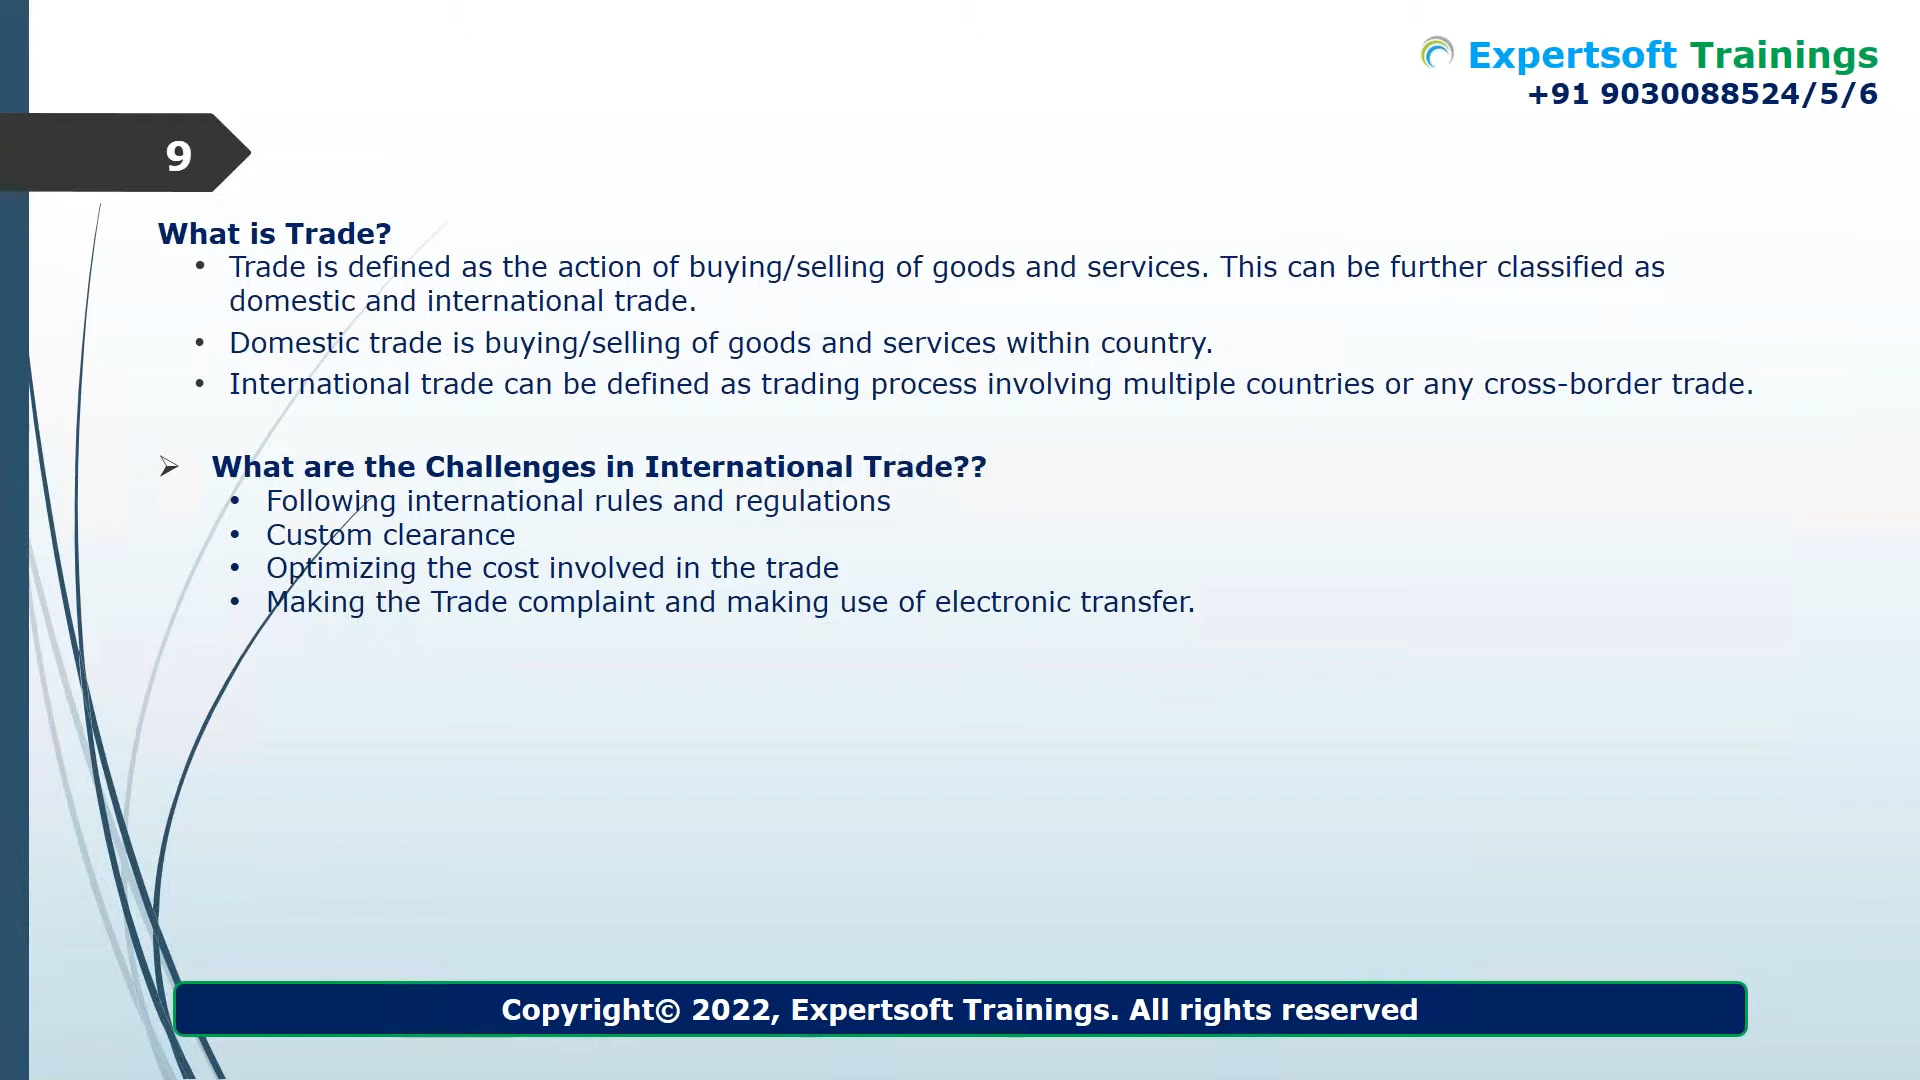 Expertsoft Trainings
+91 9030088524/5/6
9
What is Trade?
• Trade is defined as the action of buying/selling of goods and services. This can be further classified as
domestic and international trade.
• Domestic trade is buying/selling of goods and services within country.
• International trade can be defined as trading process involving multiple countries or any cross-border trade.
➢ What are the Challenges in International Trade??
• Following international rules and regulations
• Custom clearance
• Optimizing the cost involved in the trade
• Making the Trade complaint and making use of electronic transfer.
Copyright© 2022, Expertsoft Trainings. All rights reserved